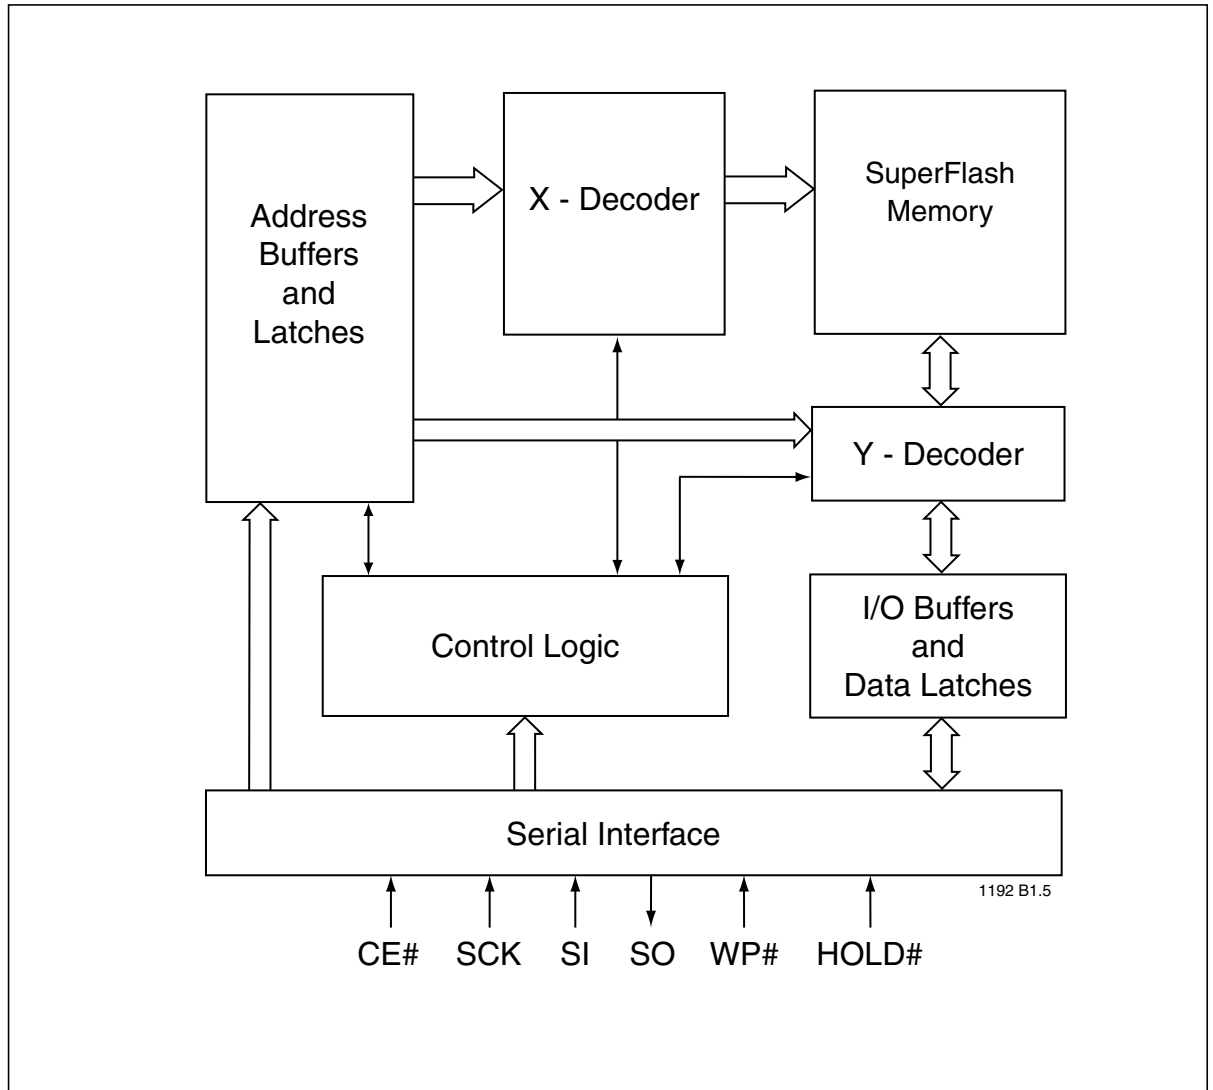 Address
Buffers
and
Latches
X - Decoder
SuperFlash
Memory
Y - Decoder
Control Logic
I/O Buffers
and
Data Latches
Serial Interface
1192 B1.5
CE# SCK SI SO WP# HOLD#